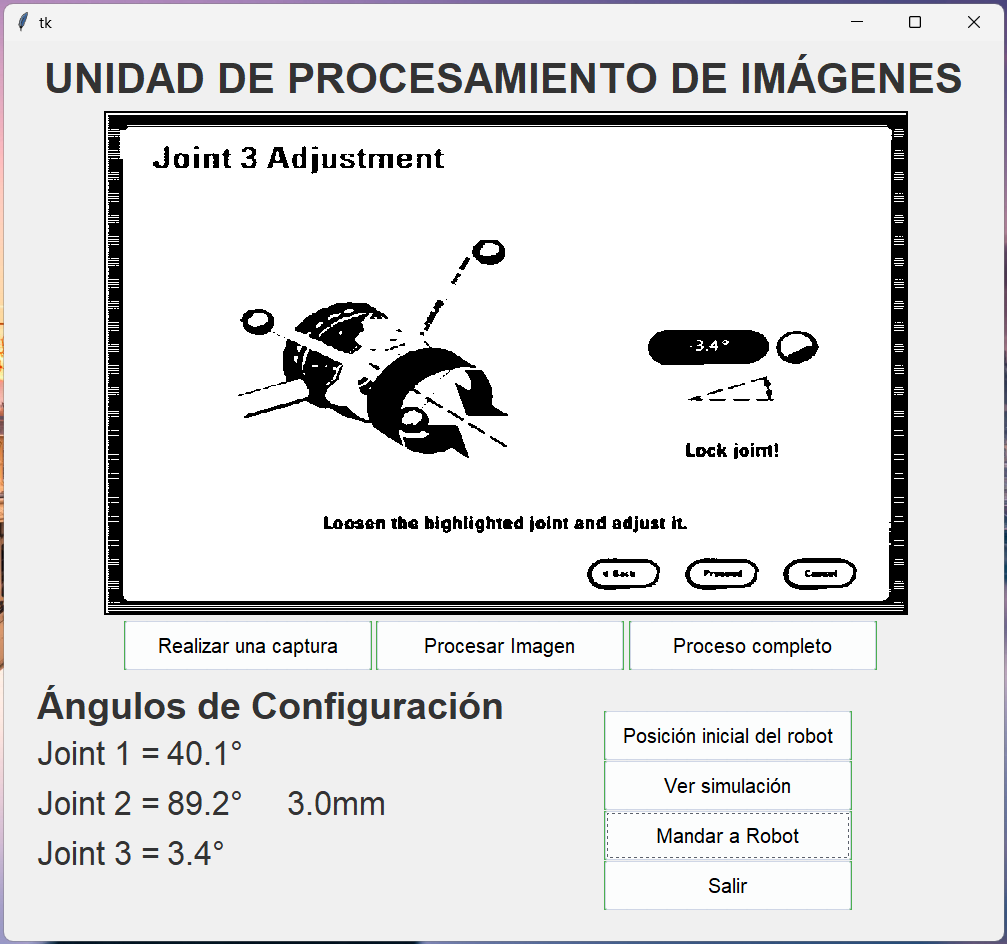 tk
UNIDAD DE PROCESAMIENTO DE IMÁGENES
Joint 3 Adjustment
-3.4°
Lock joint!
Loosen the highlighted joint and adjust it.
Back
Proceed
Cancel
Realizar una captura
Procesar Imagen
Proceso completo
Ángulos de Configuración
Joint 1 = 40.1°
Joint 2 = 89.2° 3.0mm
Joint 3 = 3.4°
Posición inicial del robot
Ver simulación
Mandar a Robot
Salir